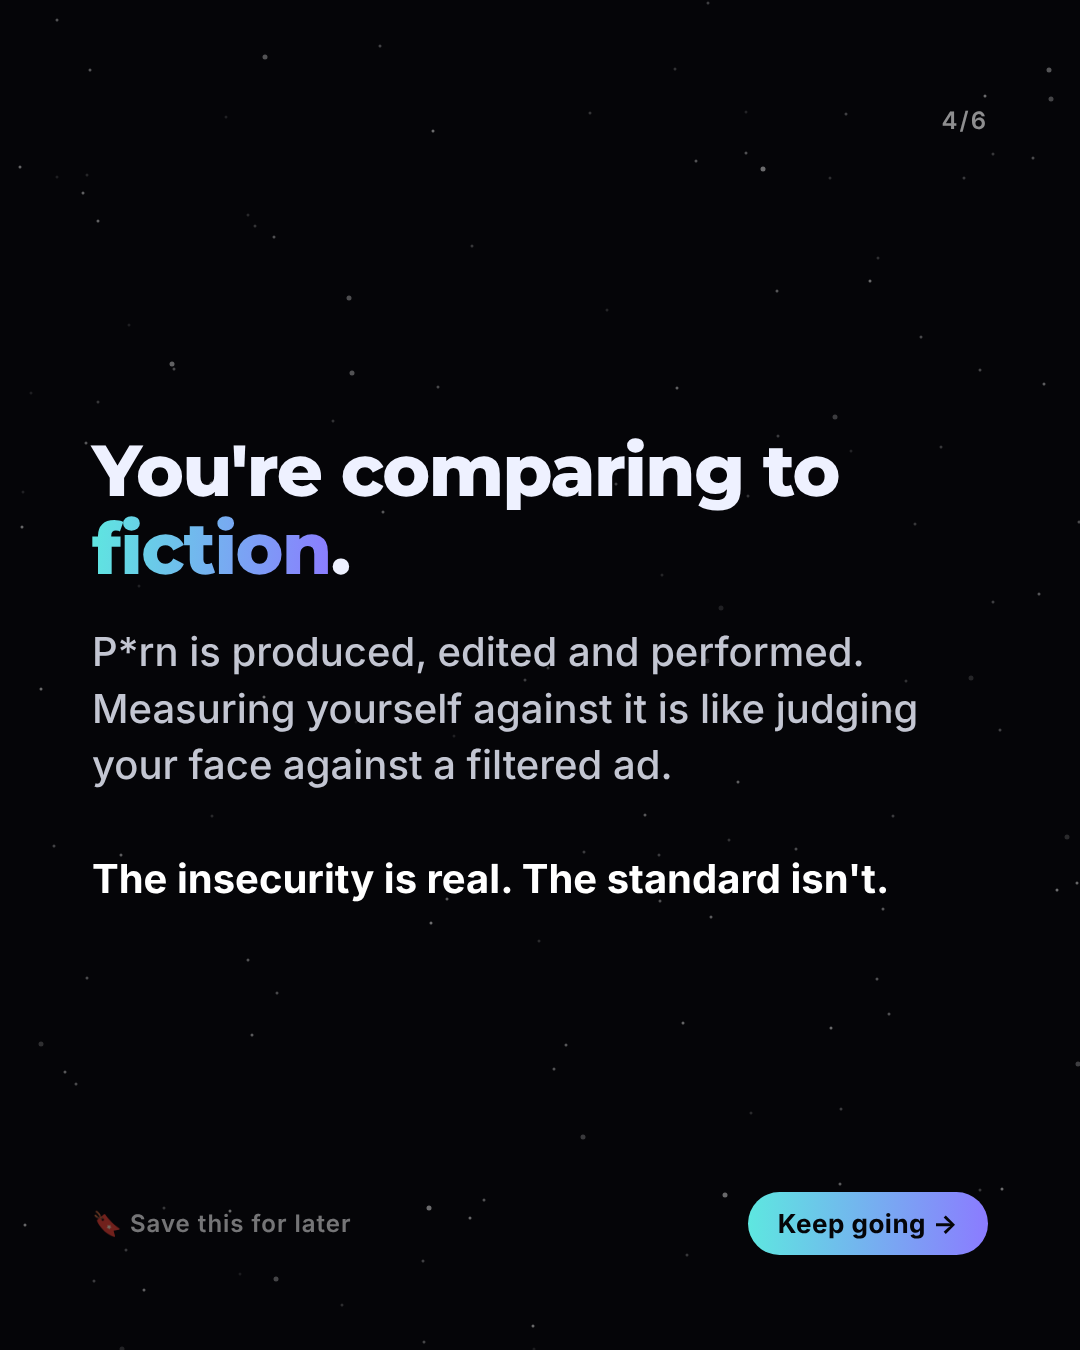 4/6
You're comparing to
fiction.
P*rn is produced, edited and performed.
Measuring yourself against it is like judging
your face against a filtered ad.
The insecurity is real. The standard isn't.
🔖 Save this for later
Keep going →